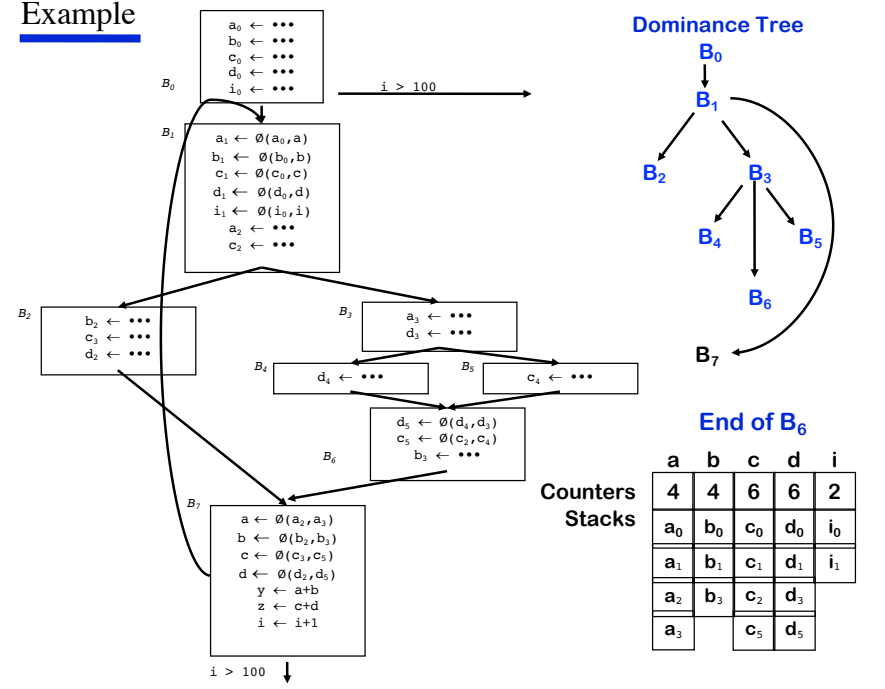 Example
a₀ ← •••
b₀ ← •••
c₀ ← •••
d₀ ← •••
i₀ ← •••
B₀
i > 100
B₁
a₁ ← Ø(a₀,a)
b₁ ← Ø(b₀,b)
c₁ ← Ø(c₀,c)
d₁ ← Ø(d₀,d)
i₁ ← Ø(i₀,i)
a₂ ← •••
c₂ ← •••
B₂
b₂ ← •••
c₃ ← •••
d₂ ← •••
B₃
a₃ ← •••
d₃ ← •••
B₄
d₄ ← •••
B₅
c₄ ← •••
d₅ ← Ø(d₄,d₃)
c₅ ← Ø(c₂,c₄)
b₃ ← •••
B₆
B₇
a ← Ø(a₂,a₃)
b ← Ø(b₂,b₃)
c ← Ø(c₃,c₅)
d ← Ø(d₂,d₅)
y ← a+b
z ← c+d
i ← i+1
i > 100
Dominance Tree
B₀
B₁
B₂ B₃
B₄ B₅
B₆
B₇
End of B₆
a b c d i
Counters 4 4 6 6 2
Stacks a₀ b₀ c₀ d₀ i₀
a₁ b₁ c₁ d₁ i₁
a₂ b₃ c₂ d₃
a₃ c₅ d₅